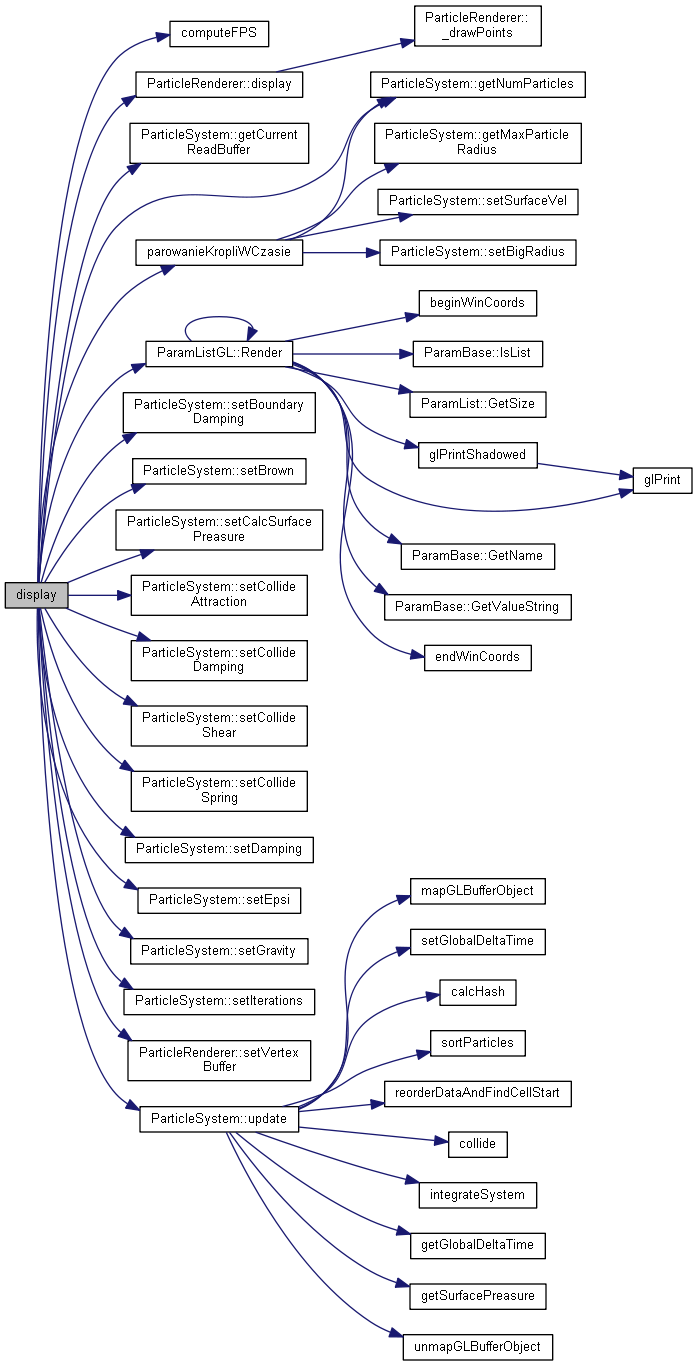 display
computeFPS
ParticleRenderer::display
ParticleRenderer::
_drawPoints
ParticleSystem::getCurrent
ReadBuffer
ParticleSystem::getNumParticles
parowanieKropliWCzasie
ParticleSystem::getMaxParticle
Radius
ParticleSystem::setSurfaceVel
ParticleSystem::setBigRadius
ParamListGL::Render
beginWinCoords
ParamBase::IsList
ParamList::GetSize
glPrintShadowed
glPrint
ParamBase::GetName
ParamBase::GetValueString
endWinCoords
ParticleSystem::setBoundary
Damping
ParticleSystem::setBrown
ParticleSystem::setCalcSurface
Preasure
ParticleSystem::setCollide
Attraction
ParticleSystem::setCollide
Damping
ParticleSystem::setCollide
Shear
ParticleSystem::setCollide
Spring
ParticleSystem::setDamping
ParticleSystem::setEpsi
ParticleSystem::setGravity
ParticleSystem::setIterations
ParticleRenderer::setVertex
Buffer
ParticleSystem::update
mapGLBufferObject
setGlobalDeltaTime
calcHash
sortParticles
reorderDataAndFindCellStart
collide
integrateSystem
getGlobalDeltaTime
getSurfacePreasure
unmapGLBufferObject